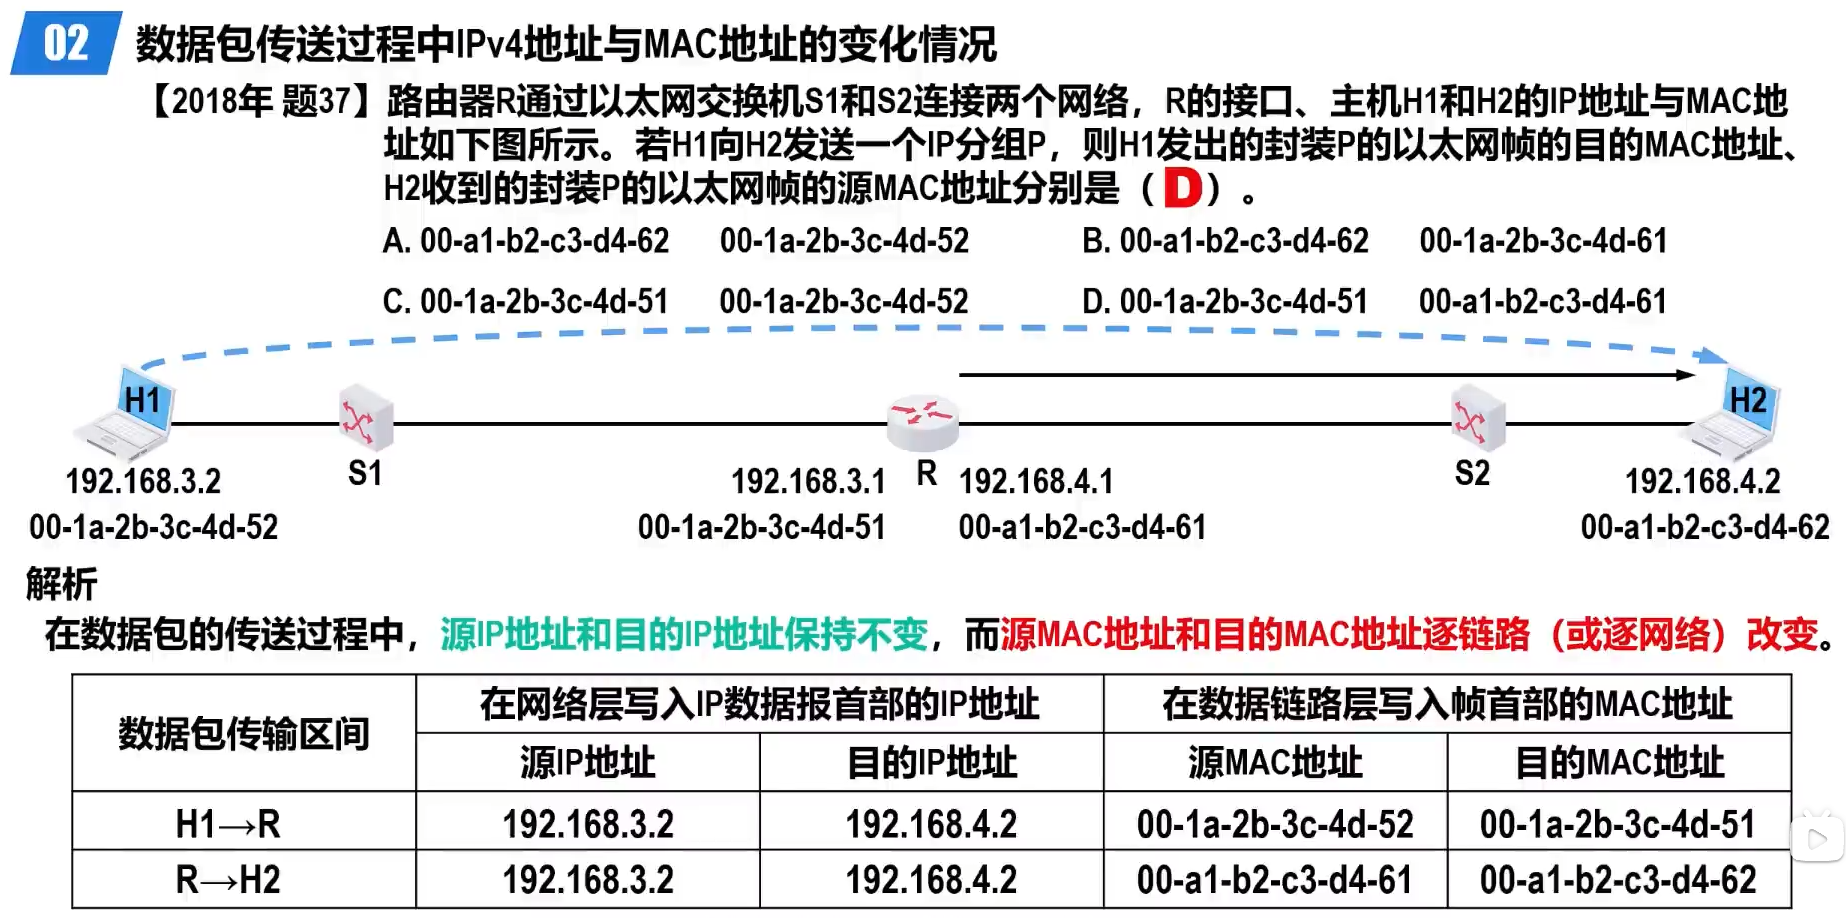 02 数据包传送过程中IPv4地址与MAC地址的变化情况
【2018年 题37】路由器R通过以太网交换机S1和S2连接两个网络，R的接口、主机H1和H2的IP地址与MAC地
址如下图所示。若H1向H2发送一个IP分组P，则H1发出的封装P的以太网帧的目的MAC地址、
H2收到的封装P的以太网帧的源MAC地址分别是（D）。
A. 00-a1-b2-c3-d4-62 00-1a-2b-3c-4d-52 B. 00-a1-b2-c3-d4-62 00-1a-2b-3c-4d-61
C. 00-1a-2b-3c-4d-51 00-1a-2b-3c-4d-52 D. 00-1a-2b-3c-4d-51 00-a1-b2-c3-d4-61
H1 H2
S1 R S2
192.168.3.2 192.168.3.1 192.168.4.1 192.168.4.2
00-1a-2b-3c-4d-52 00-1a-2b-3c-4d-51 00-a1-b2-c3-d4-61 00-a1-b2-c3-d4-62
解析
在数据包的传送过程中，源IP地址和目的IP地址保持不变，而源MAC地址和目的MAC地址逐链路（或逐网络）改变。
数据包传输区间 在网络层写入IP数据报首部的IP地址 在数据链路层写入帧首部的MAC地址
源IP地址 目的IP地址 源MAC地址 目的MAC地址
H1→R 192.168.3.2 192.168.4.2 00-1a-2b-3c-4d-52 00-1a-2b-3c-4d-51
R→H2 192.168.3.2 192.168.4.2 00-a1-b2-c3-d4-61 00-a1-b2-c3-d4-62